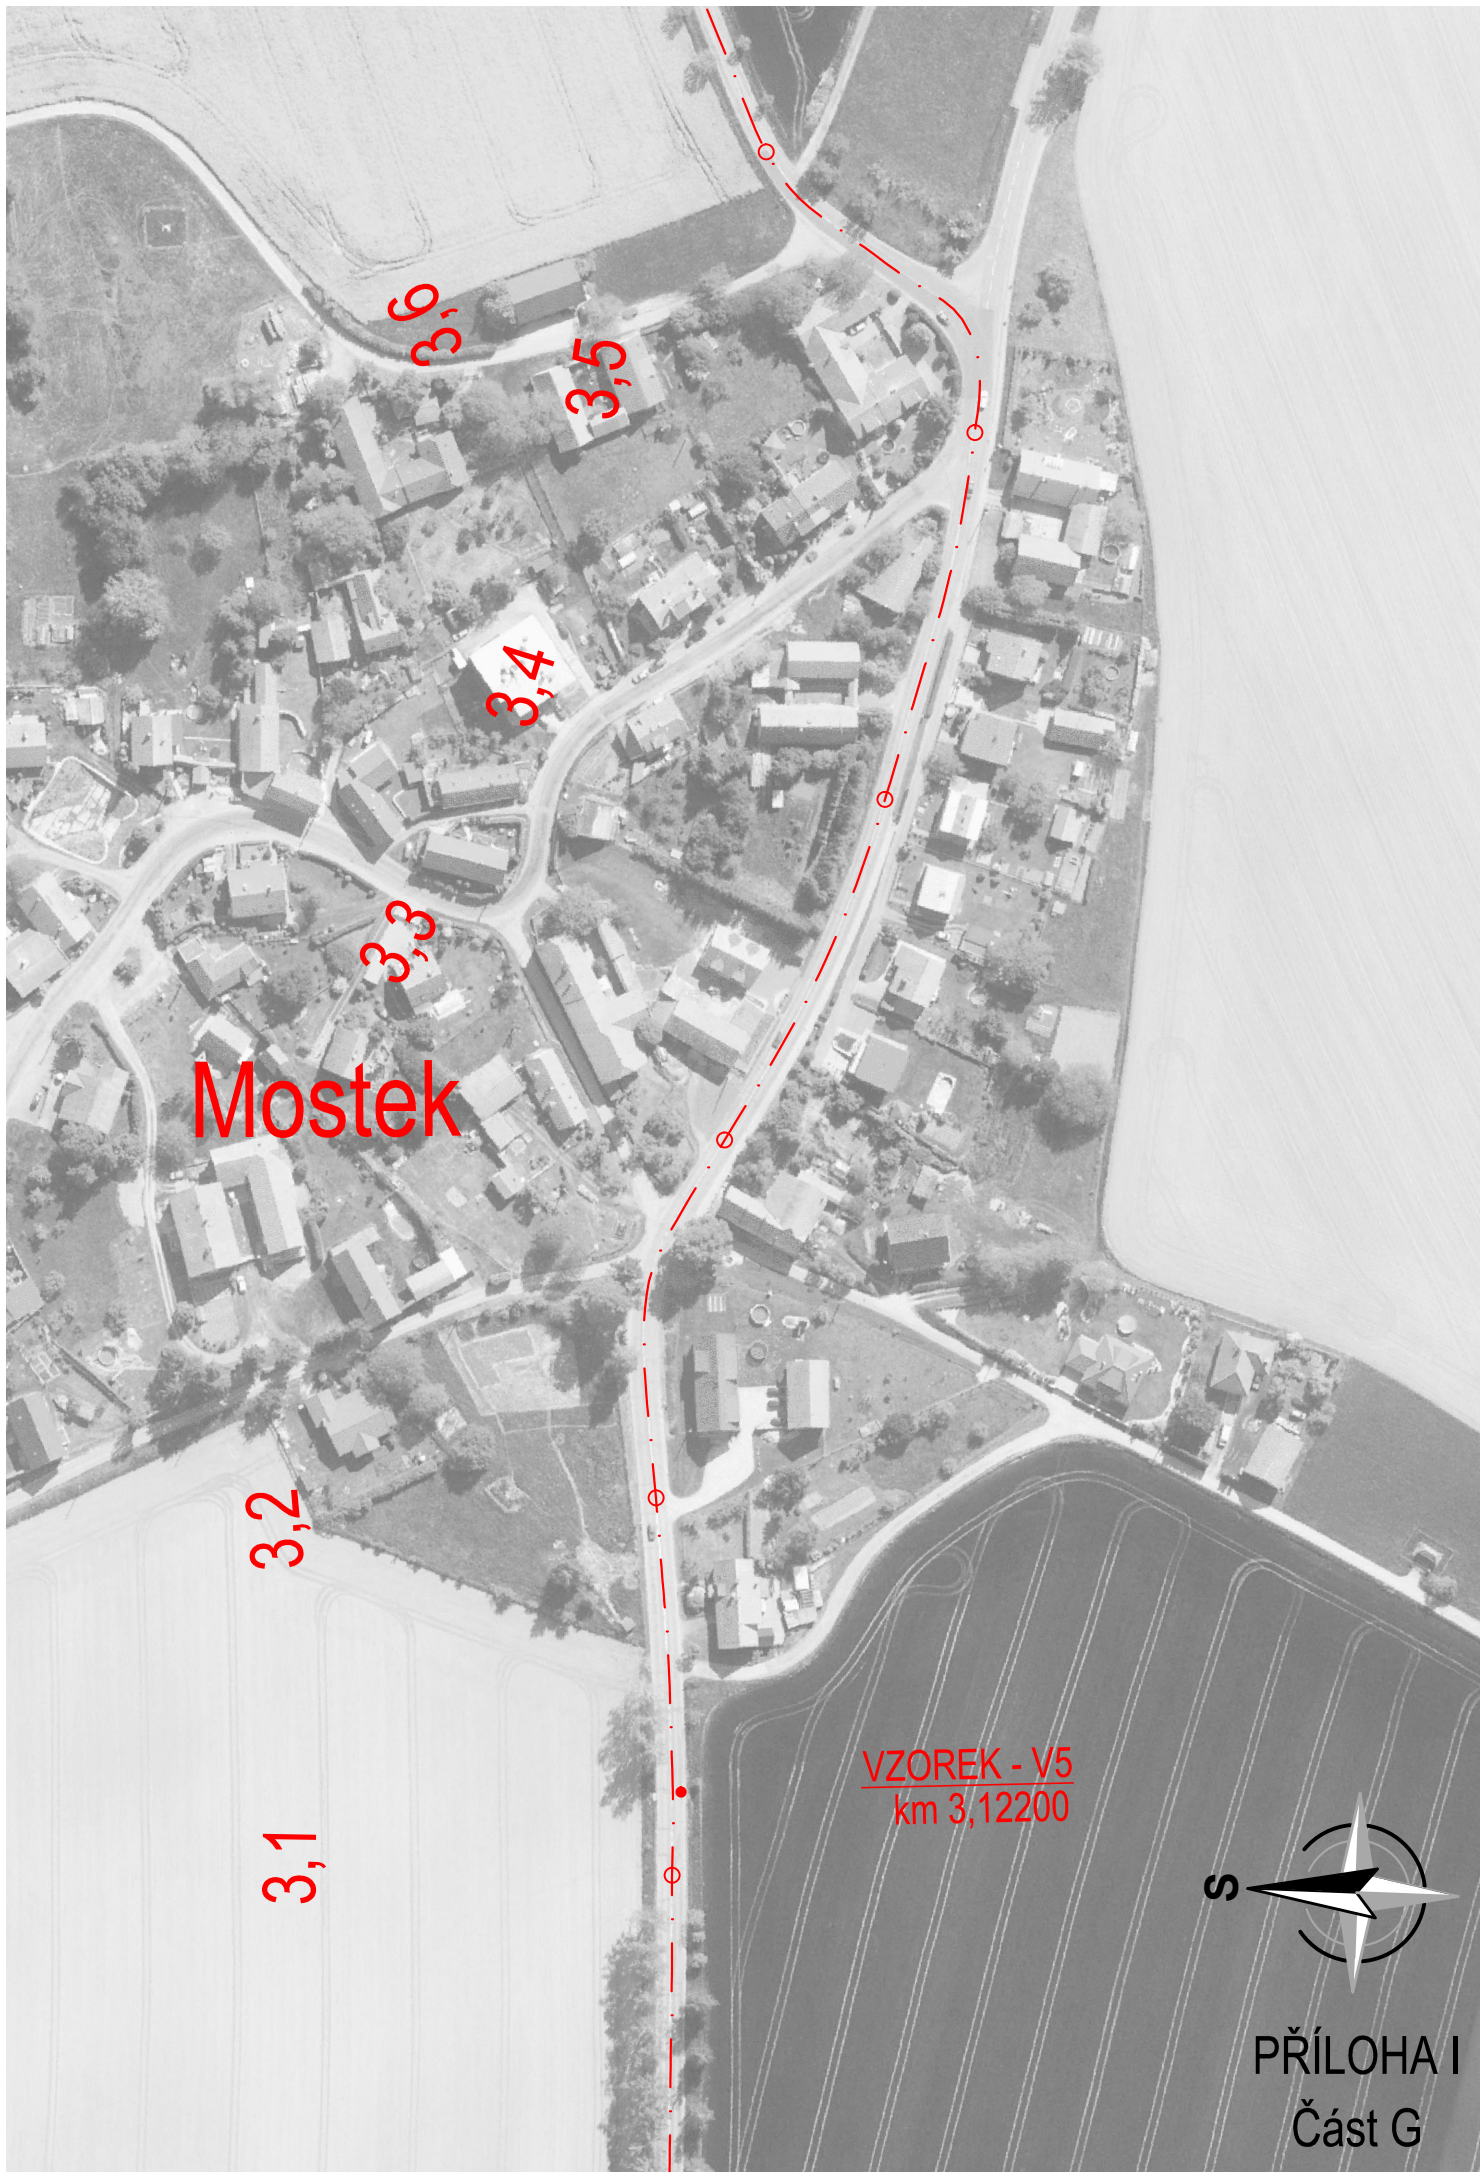 3,6
3,5
3,4
3,3
Mostek
3,2
VZOREK - V5
km 3,12200
3,1
S
PŘÍLOHA I
Část G